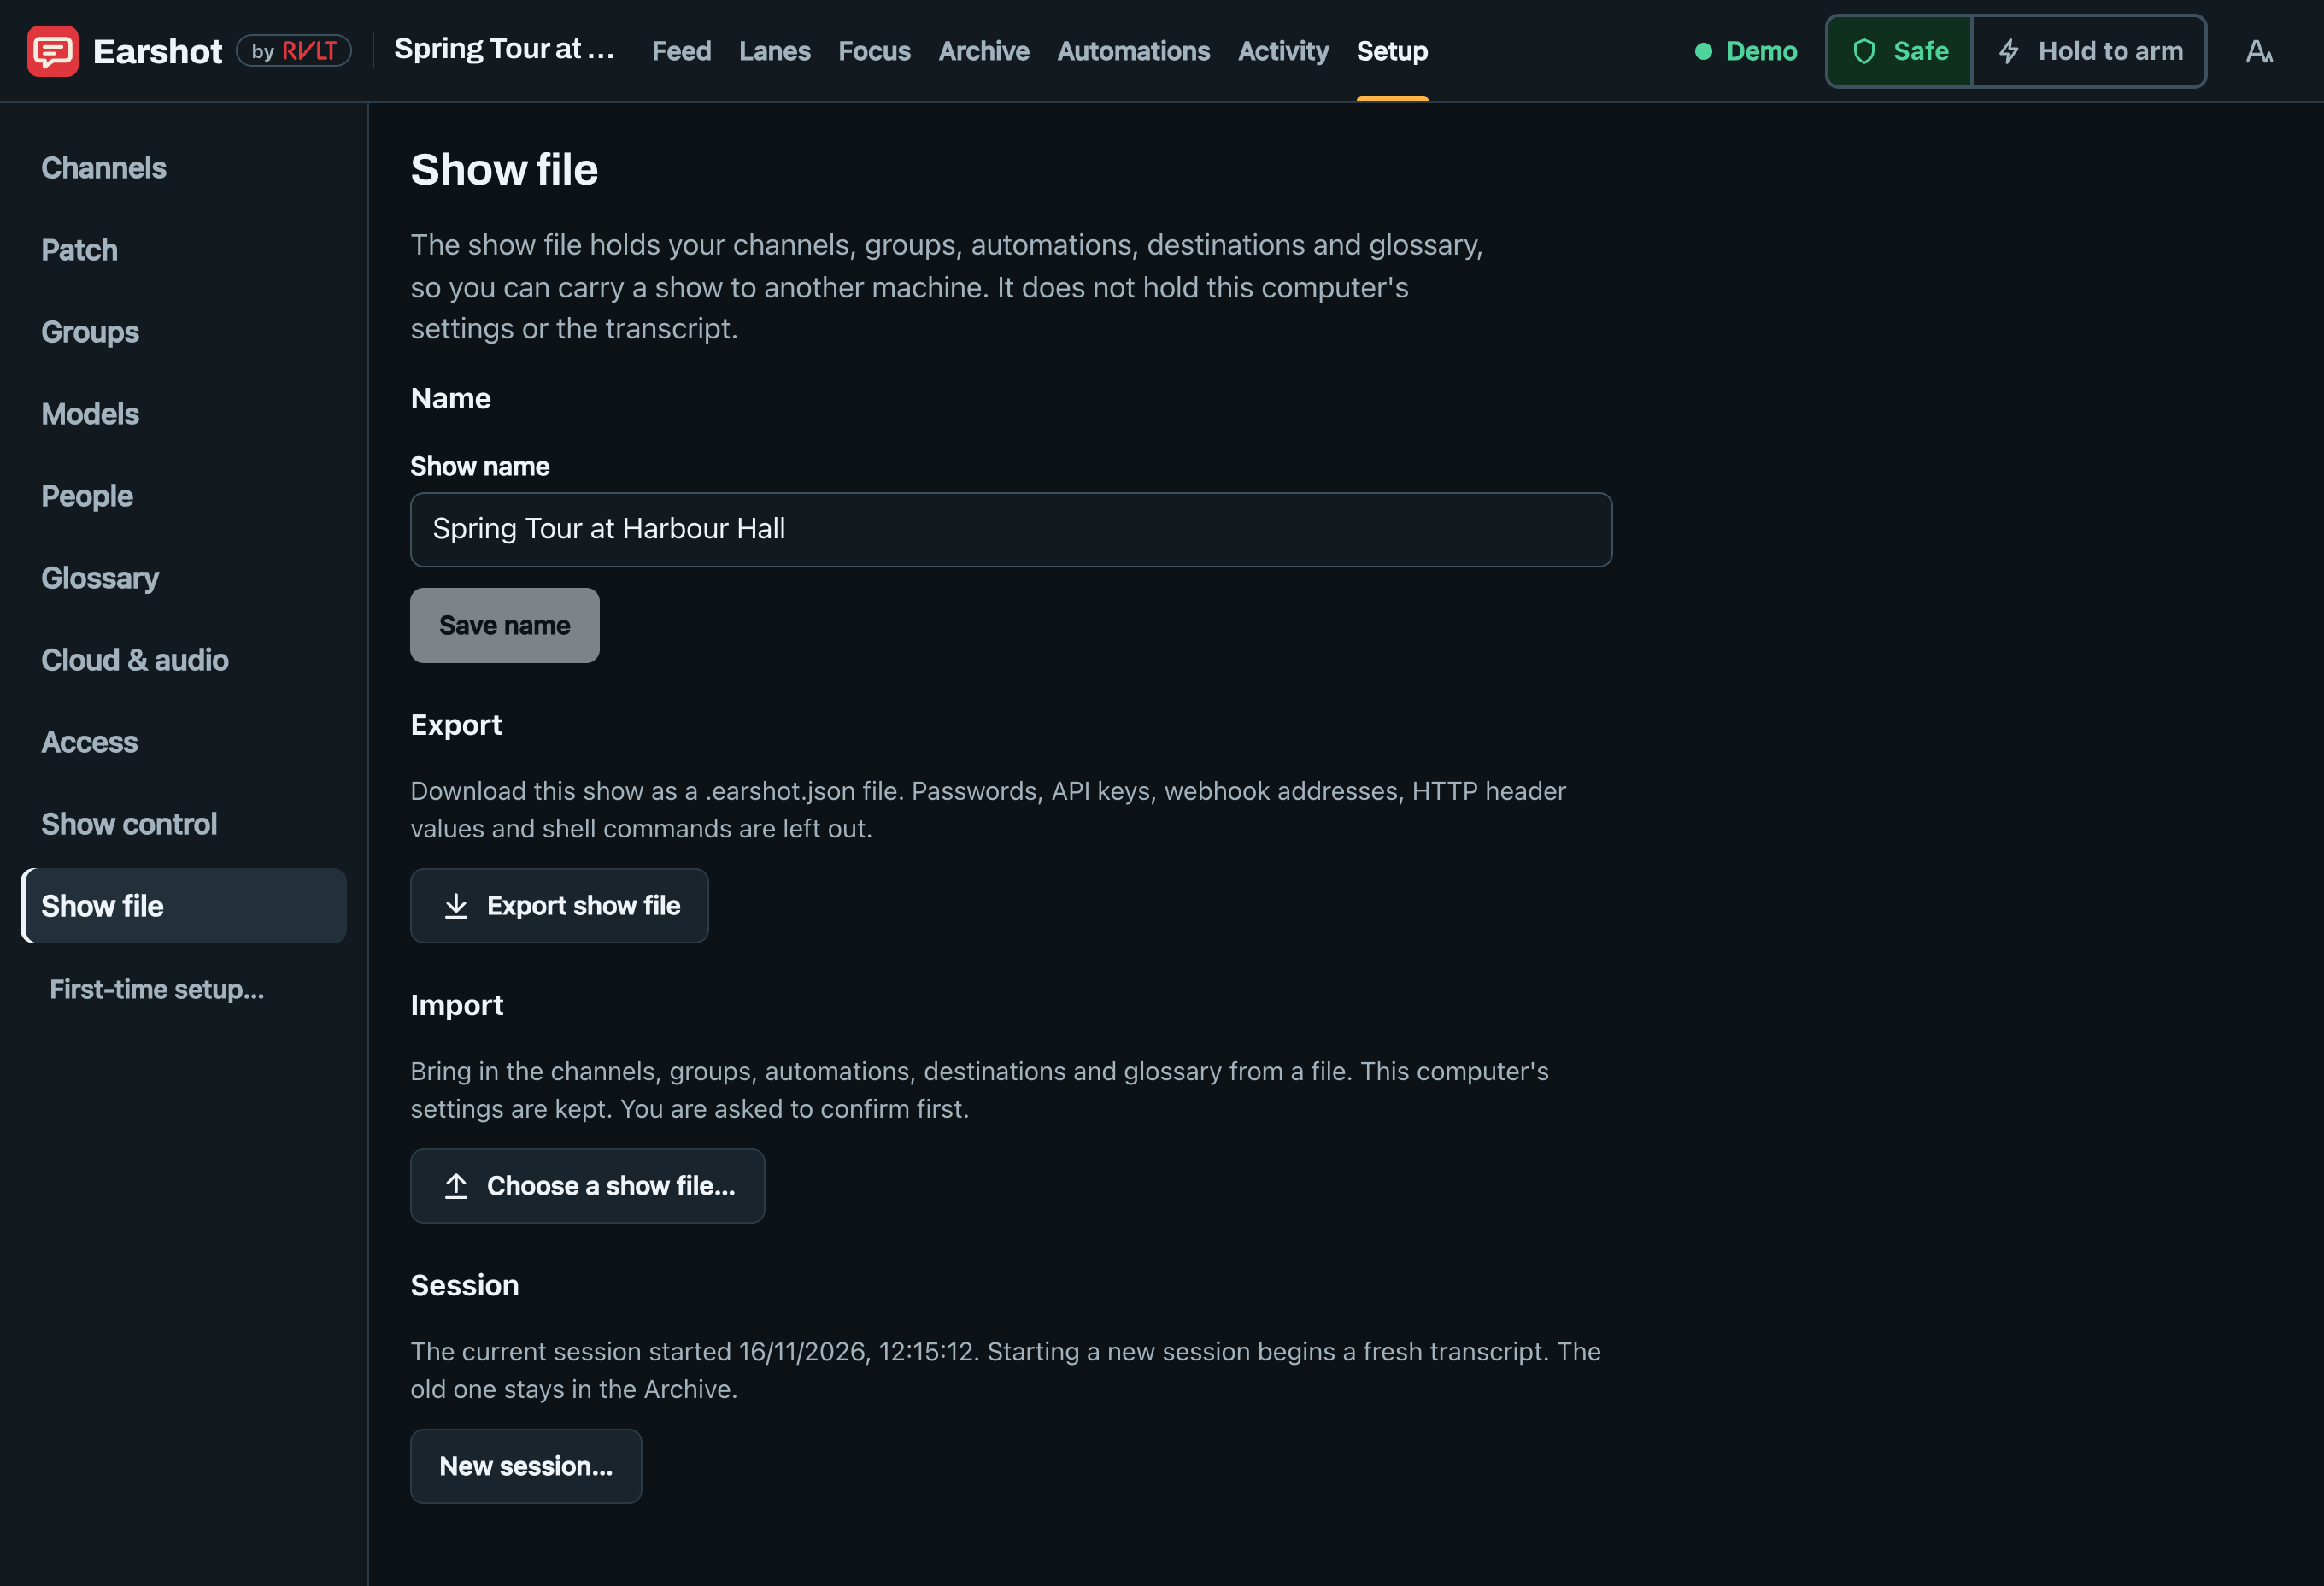 Earshot by RVLT Spring Tour at ... Feed Lanes Focus Archive Automations Activity Setup Demo Safe Hold to arm
Channels
Patch
Groups
Models
People
Glossary
Cloud & audio
Access
Show control
Show file
First-time setup...
Show file
The show file holds your channels, groups, automations, destinations and glossary,
so you can carry a show to another machine. It does not hold this computer's
settings or the transcript.
Name
Show name
Spring Tour at Harbour Hall
Save name
Export
Download this show as a .earshot.json file. Passwords, API keys, webhook addresses, HTTP header
values and shell commands are left out.
Export show file
Import
Bring in the channels, groups, automations, destinations and glossary from a file. This computer's
settings are kept. You are asked to confirm first.
Choose a show file...
Session
The current session started 16/11/2026, 12:15:12. Starting a new session begins a fresh transcript. The
old one stays in the Archive.
New session...